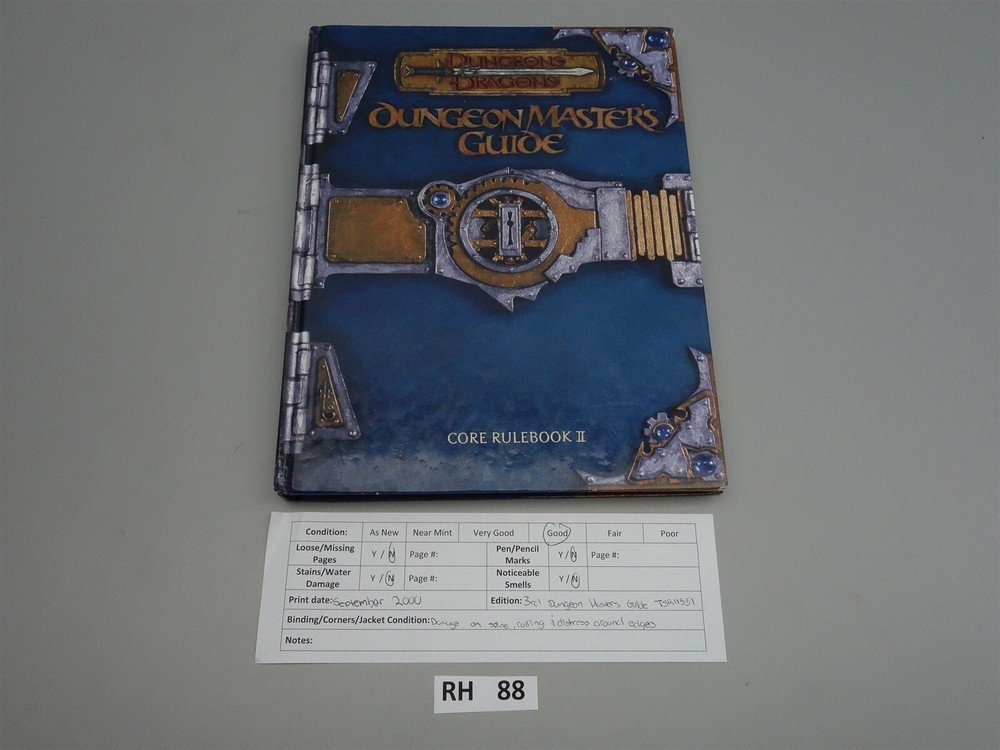 DUNGEONS
DRAGONS
DUNGEON MASTER'S
GUIDE
CORE RULEBOOK II
Condition: As New Near Mint Very Good Good Fair Poor
Loose/Missing Pages Y / N Page #: Pen/Pencil Marks Y / N Page #:
Stains/Water Damage Y / N Page #: Noticeable Smells Y / N
Print date: September 2000 Edition: 3rd Dungeon Masters Guide TSR11551
Binding/Corners/Jacket Condition: Damage on spine, & distress around edges
Notes:
RH 88